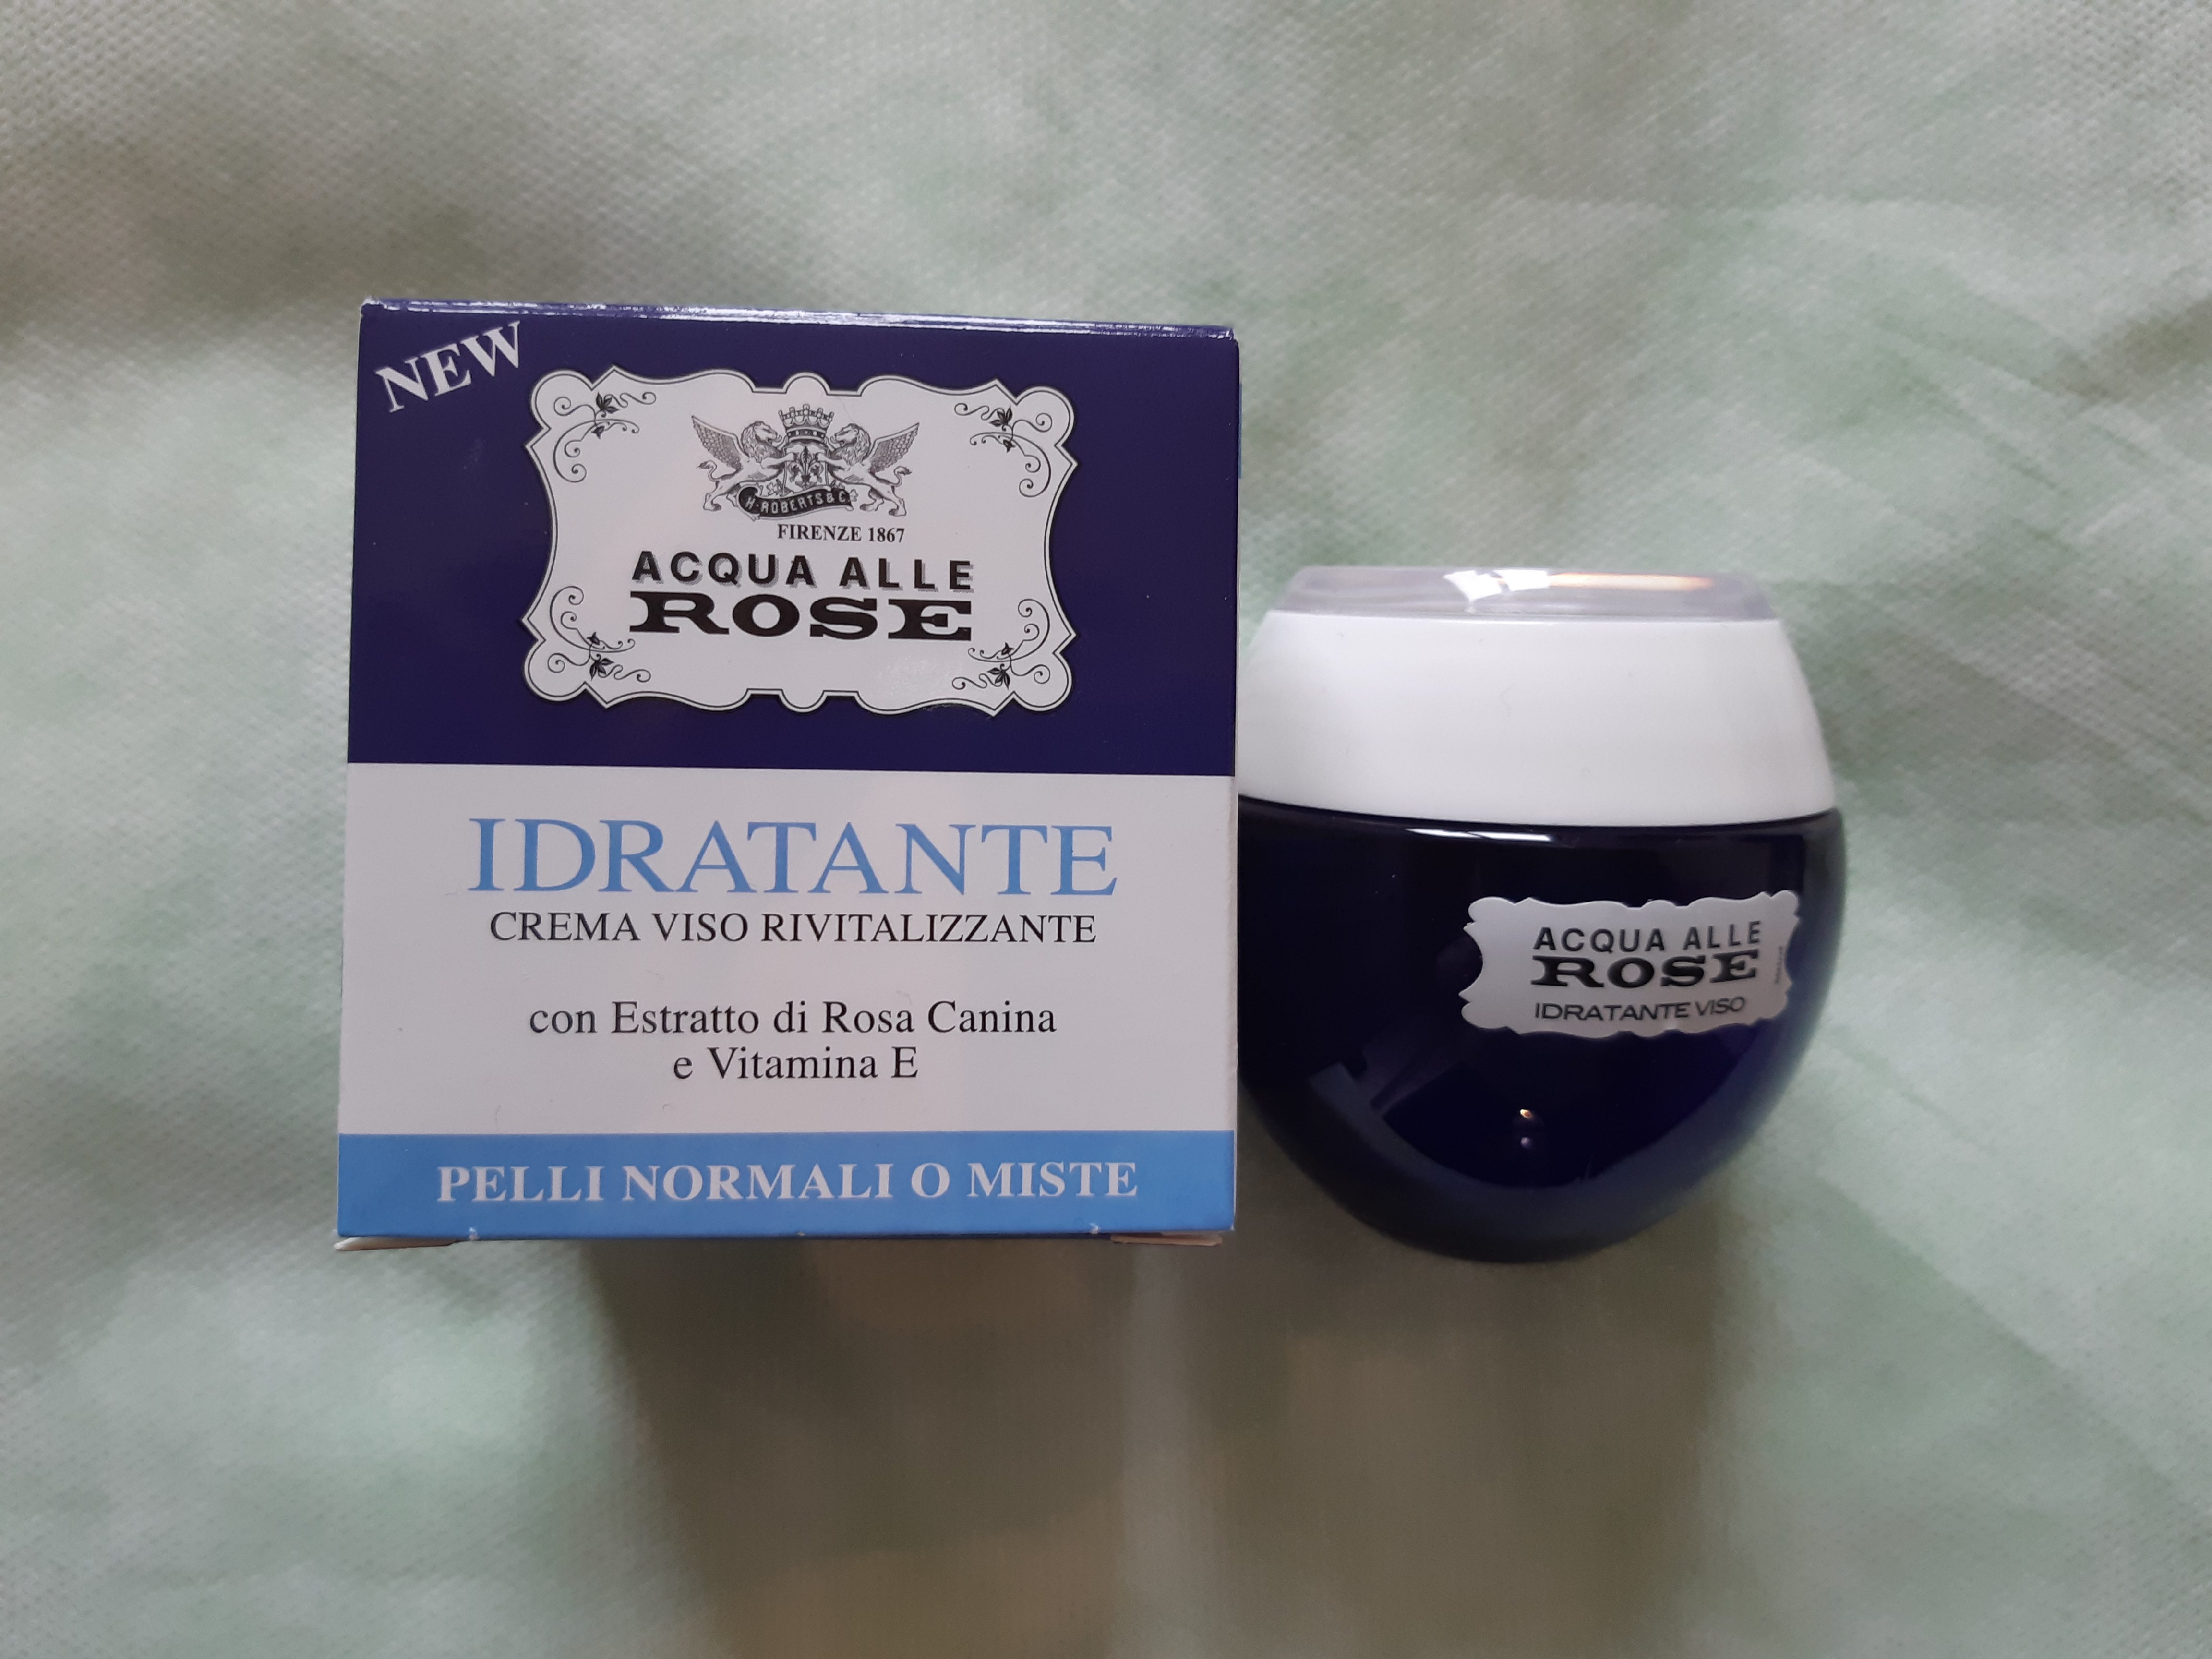 NEW
H·ROBERTS & C.
FIRENZE 1867
ACQUA ALLE
ROSE
IDRATANTE
CREMA VISO RIVITALIZZANTE
con Estratto di Rosa Canina
e Vitamina E
PELLI NORMALI O MISTE
ACQUA ALLE
ROSE
IDRATANTE VISO